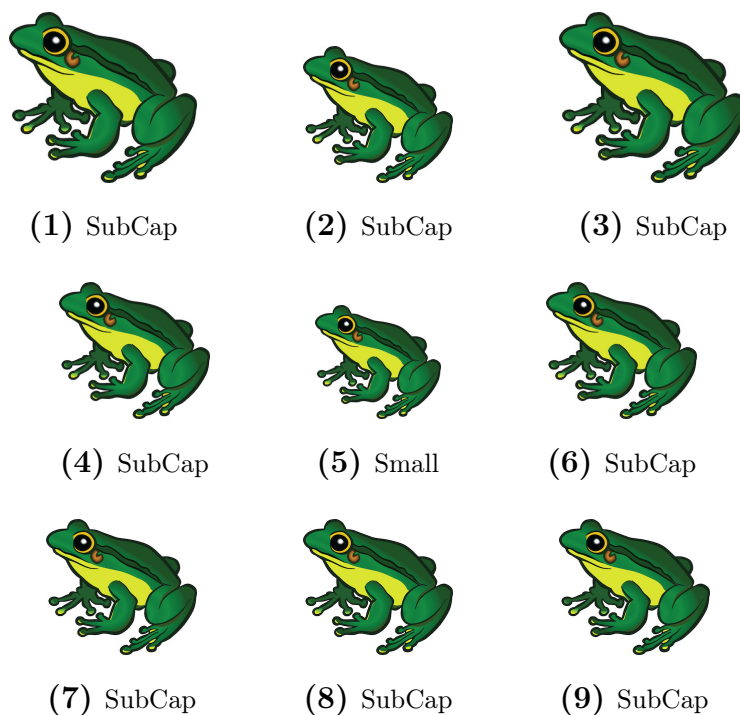 (1) SubCap
(2) SubCap
(3) SubCap
(4) SubCap
(5) Small
(6) SubCap
(7) SubCap
(8) SubCap
(9) SubCap